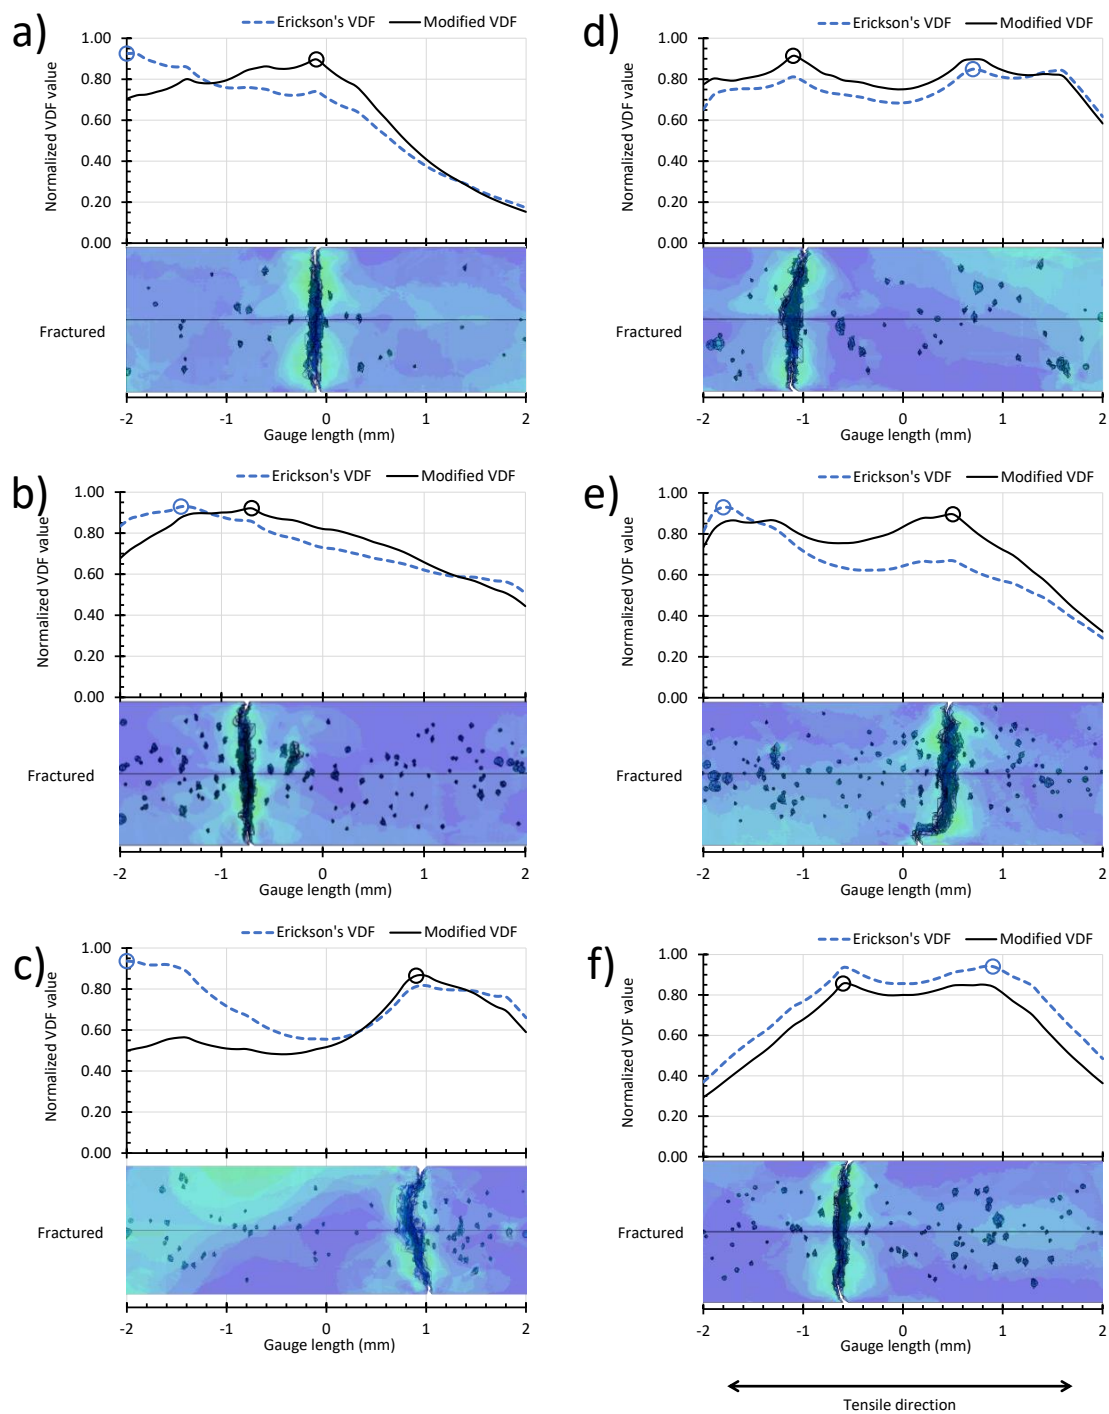 a)
Erickson's VDF Modified VDF
Normalized VDF value
1.00
0.80
0.60
0.40
0.20
0.00
Fractured
-2 -1 0 1 2
Gauge length (mm)
b)
Erickson's VDF Modified VDF
Normalized VDF value
1.00
0.80
0.60
0.40
0.20
0.00
Fractured
-2 -1 0 1 2
Gauge length (mm)
c)
Erickson's VDF Modified VDF
Normalized VDF value
1.00
0.80
0.60
0.40
0.20
0.00
Fractured
-2 -1 0 1 2
Gauge length (mm)
d)
Erickson's VDF Modified VDF
Normalized VDF value
1.00
0.80
0.60
0.40
0.20
0.00
Fractured
-2 -1 0 1 2
Gauge length (mm)
e)
Erickson's VDF Modified VDF
Normalized VDF value
1.00
0.80
0.60
0.40
0.20
0.00
Fractured
-2 -1 0 1 2
Gauge length (mm)
f)
Erickson's VDF Modified VDF
Normalized VDF value
1.00
0.80
0.60
0.40
0.20
0.00
Fractured
-2 -1 0 1 2
Gauge length (mm)
Tensile direction